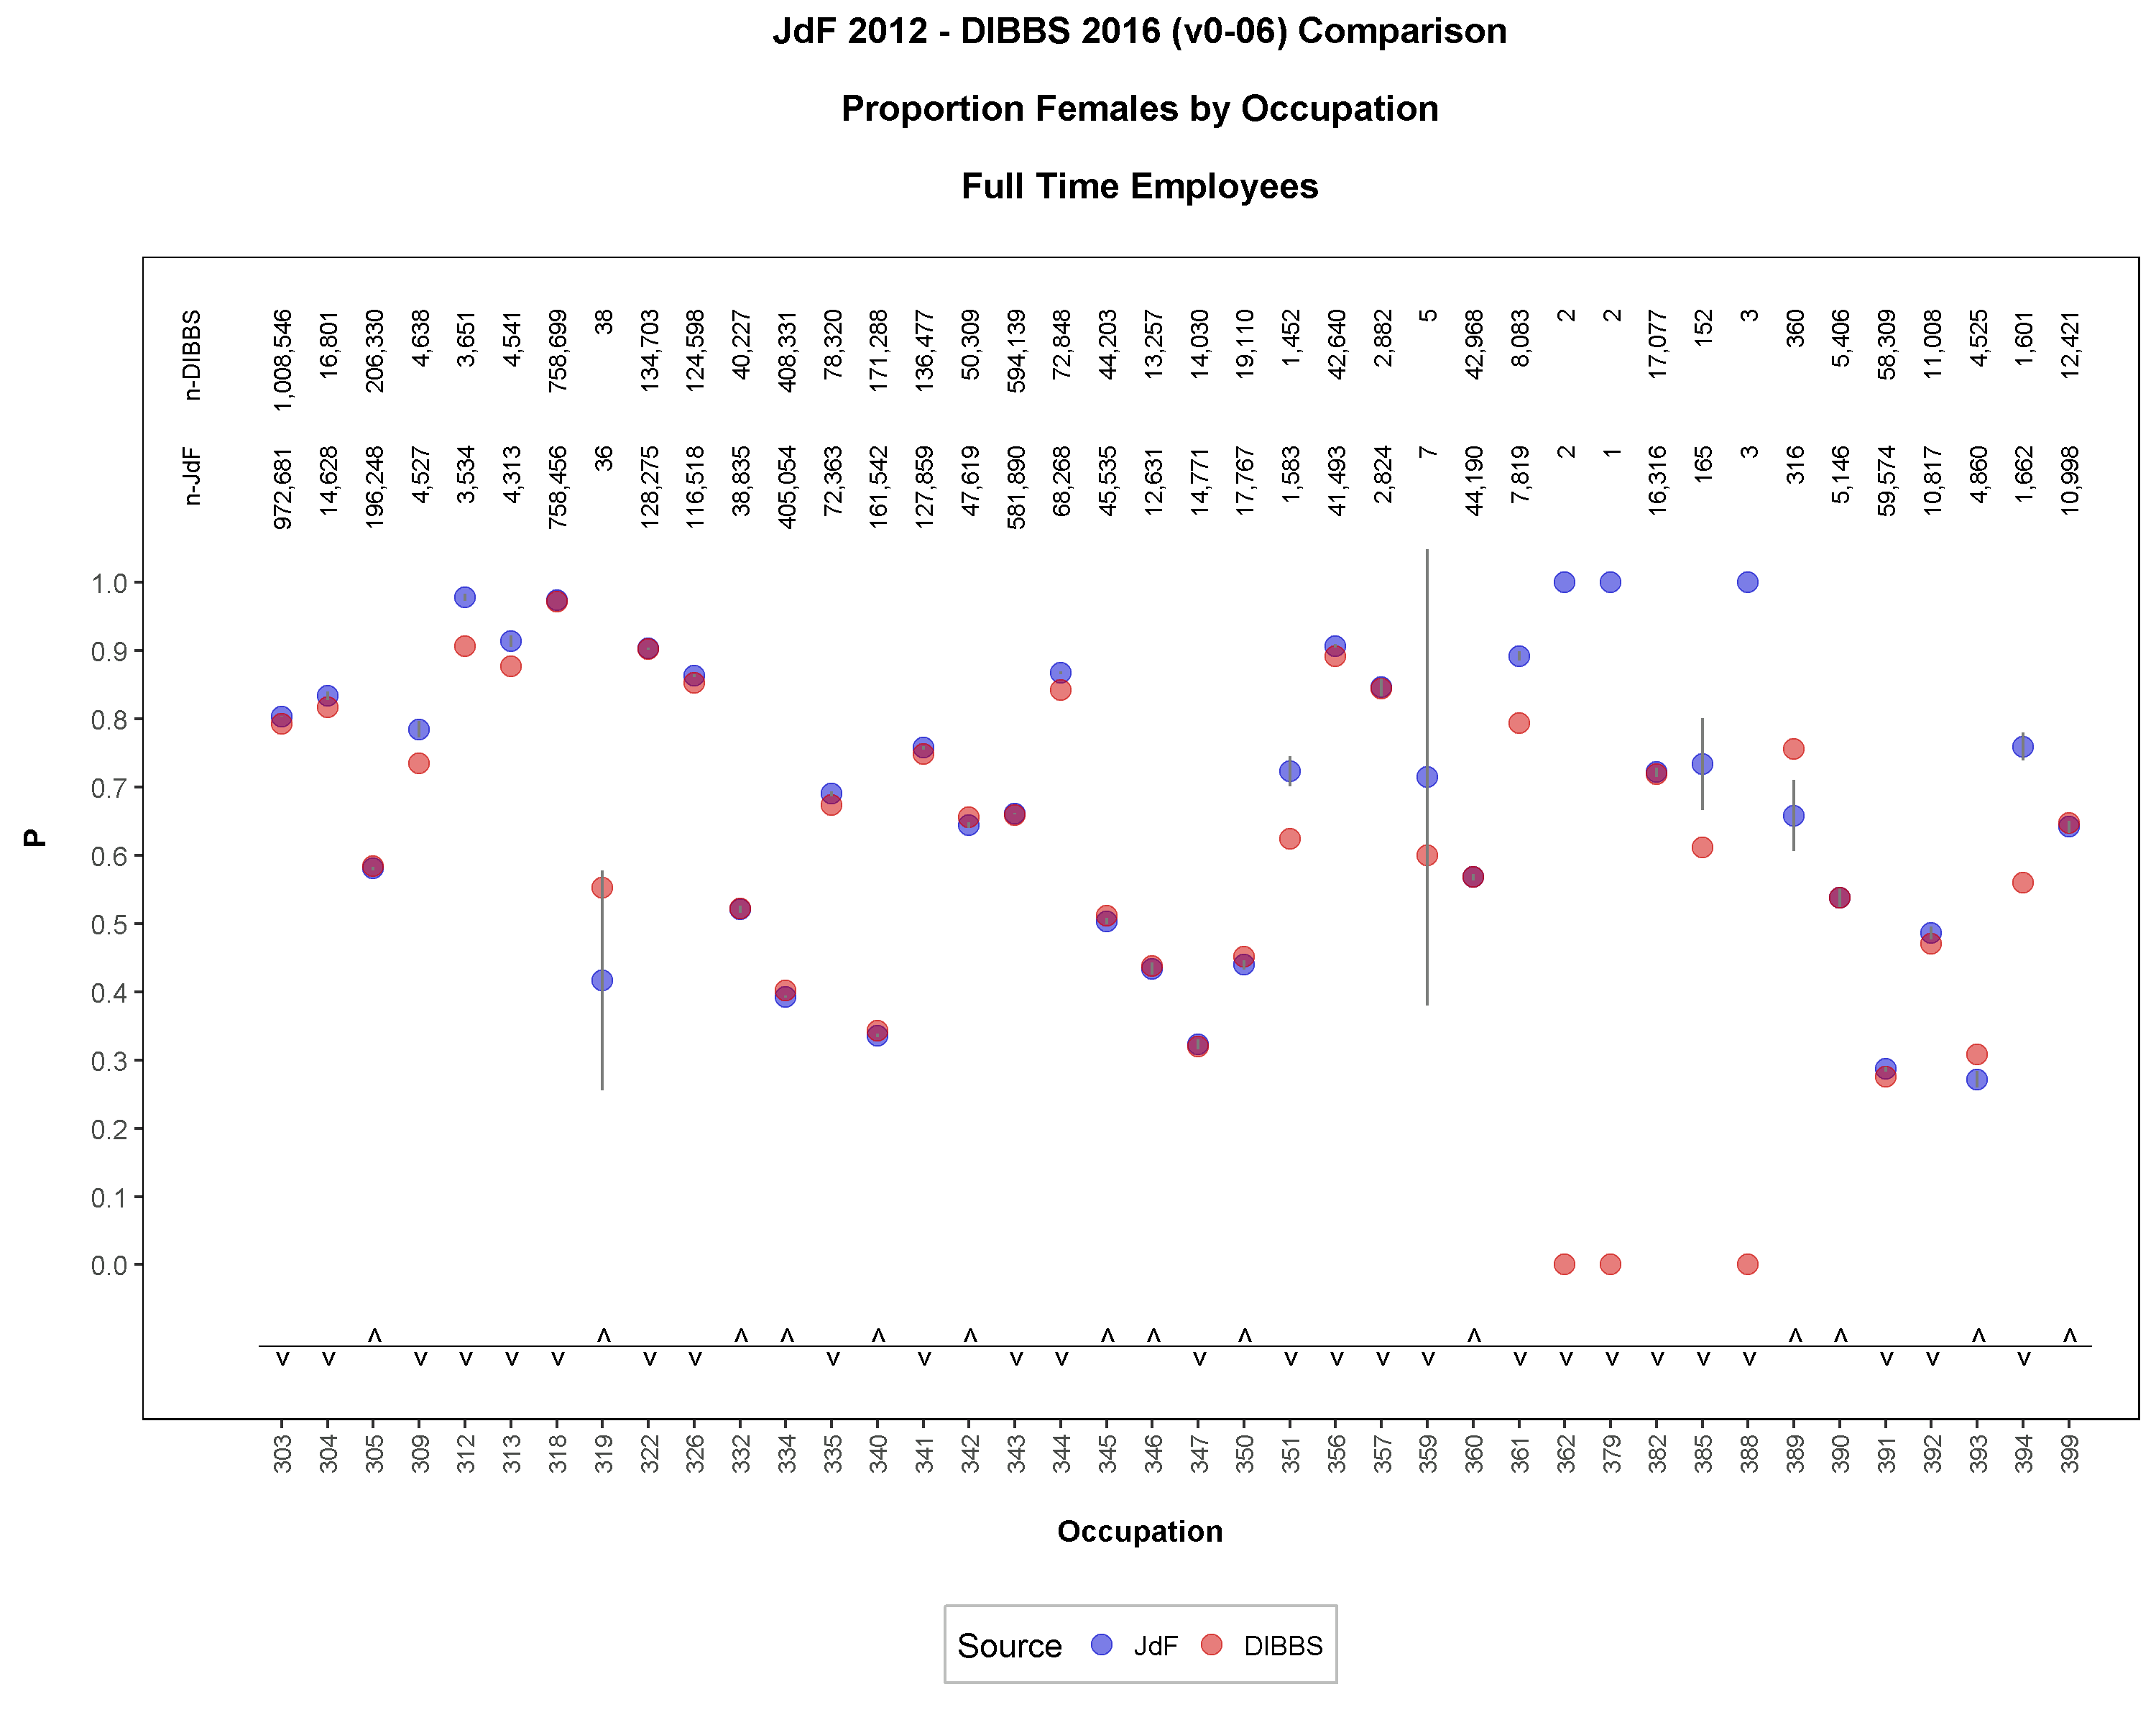 JdF 2012 - DIBBS 2016 (v0-06) Comparison
Proportion Females by Occupation
Full Time Employees
n-DIBBS 1,008,546 16,801 206,330 4,638 3,651 4,541 758,699 38 134,703 124,598 40,227 408,331 78,320 171,288 136,477 50,309 594,139 72,848 44,203 13,257 14,030 19,110 1,452 42,640 2,882 5 42,968 8,083 2 2 17,077 152 3 360 5,406 58,309 11,008 4,525 1,601 12,421
n-JdF 972,681 14,628 196,248 4,527 3,534 4,313 758,456 36 128,275 116,518 38,835 405,054 72,363 161,542 127,859 47,619 581,890 68,268 45,535 12,631 14,771 17,767 1,583 41,493 2,824 7 44,190 7,819 2 1 16,316 165 3 316 5,146 59,574 10,817 4,860 1,662 10,998
1.0
0.9
0.8
0.7
0.6
0.5
0.4
0.3
0.2
0.1
0.0
P
^ ^ ^ ^ ^ ^ ^ ^ ^ ^ ^ ^ ^ ^
v v v v v v v v v v v v v v v v v v v v v v v v v v
303 304 305 309 312 313 318 319 322 326 332 334 335 340 341 342 343 344 345 346 347 350 351 356 357 359 360 361 362 379 382 385 388 389 390 391 392 393 394 399
Occupation
Source JdF DIBBS